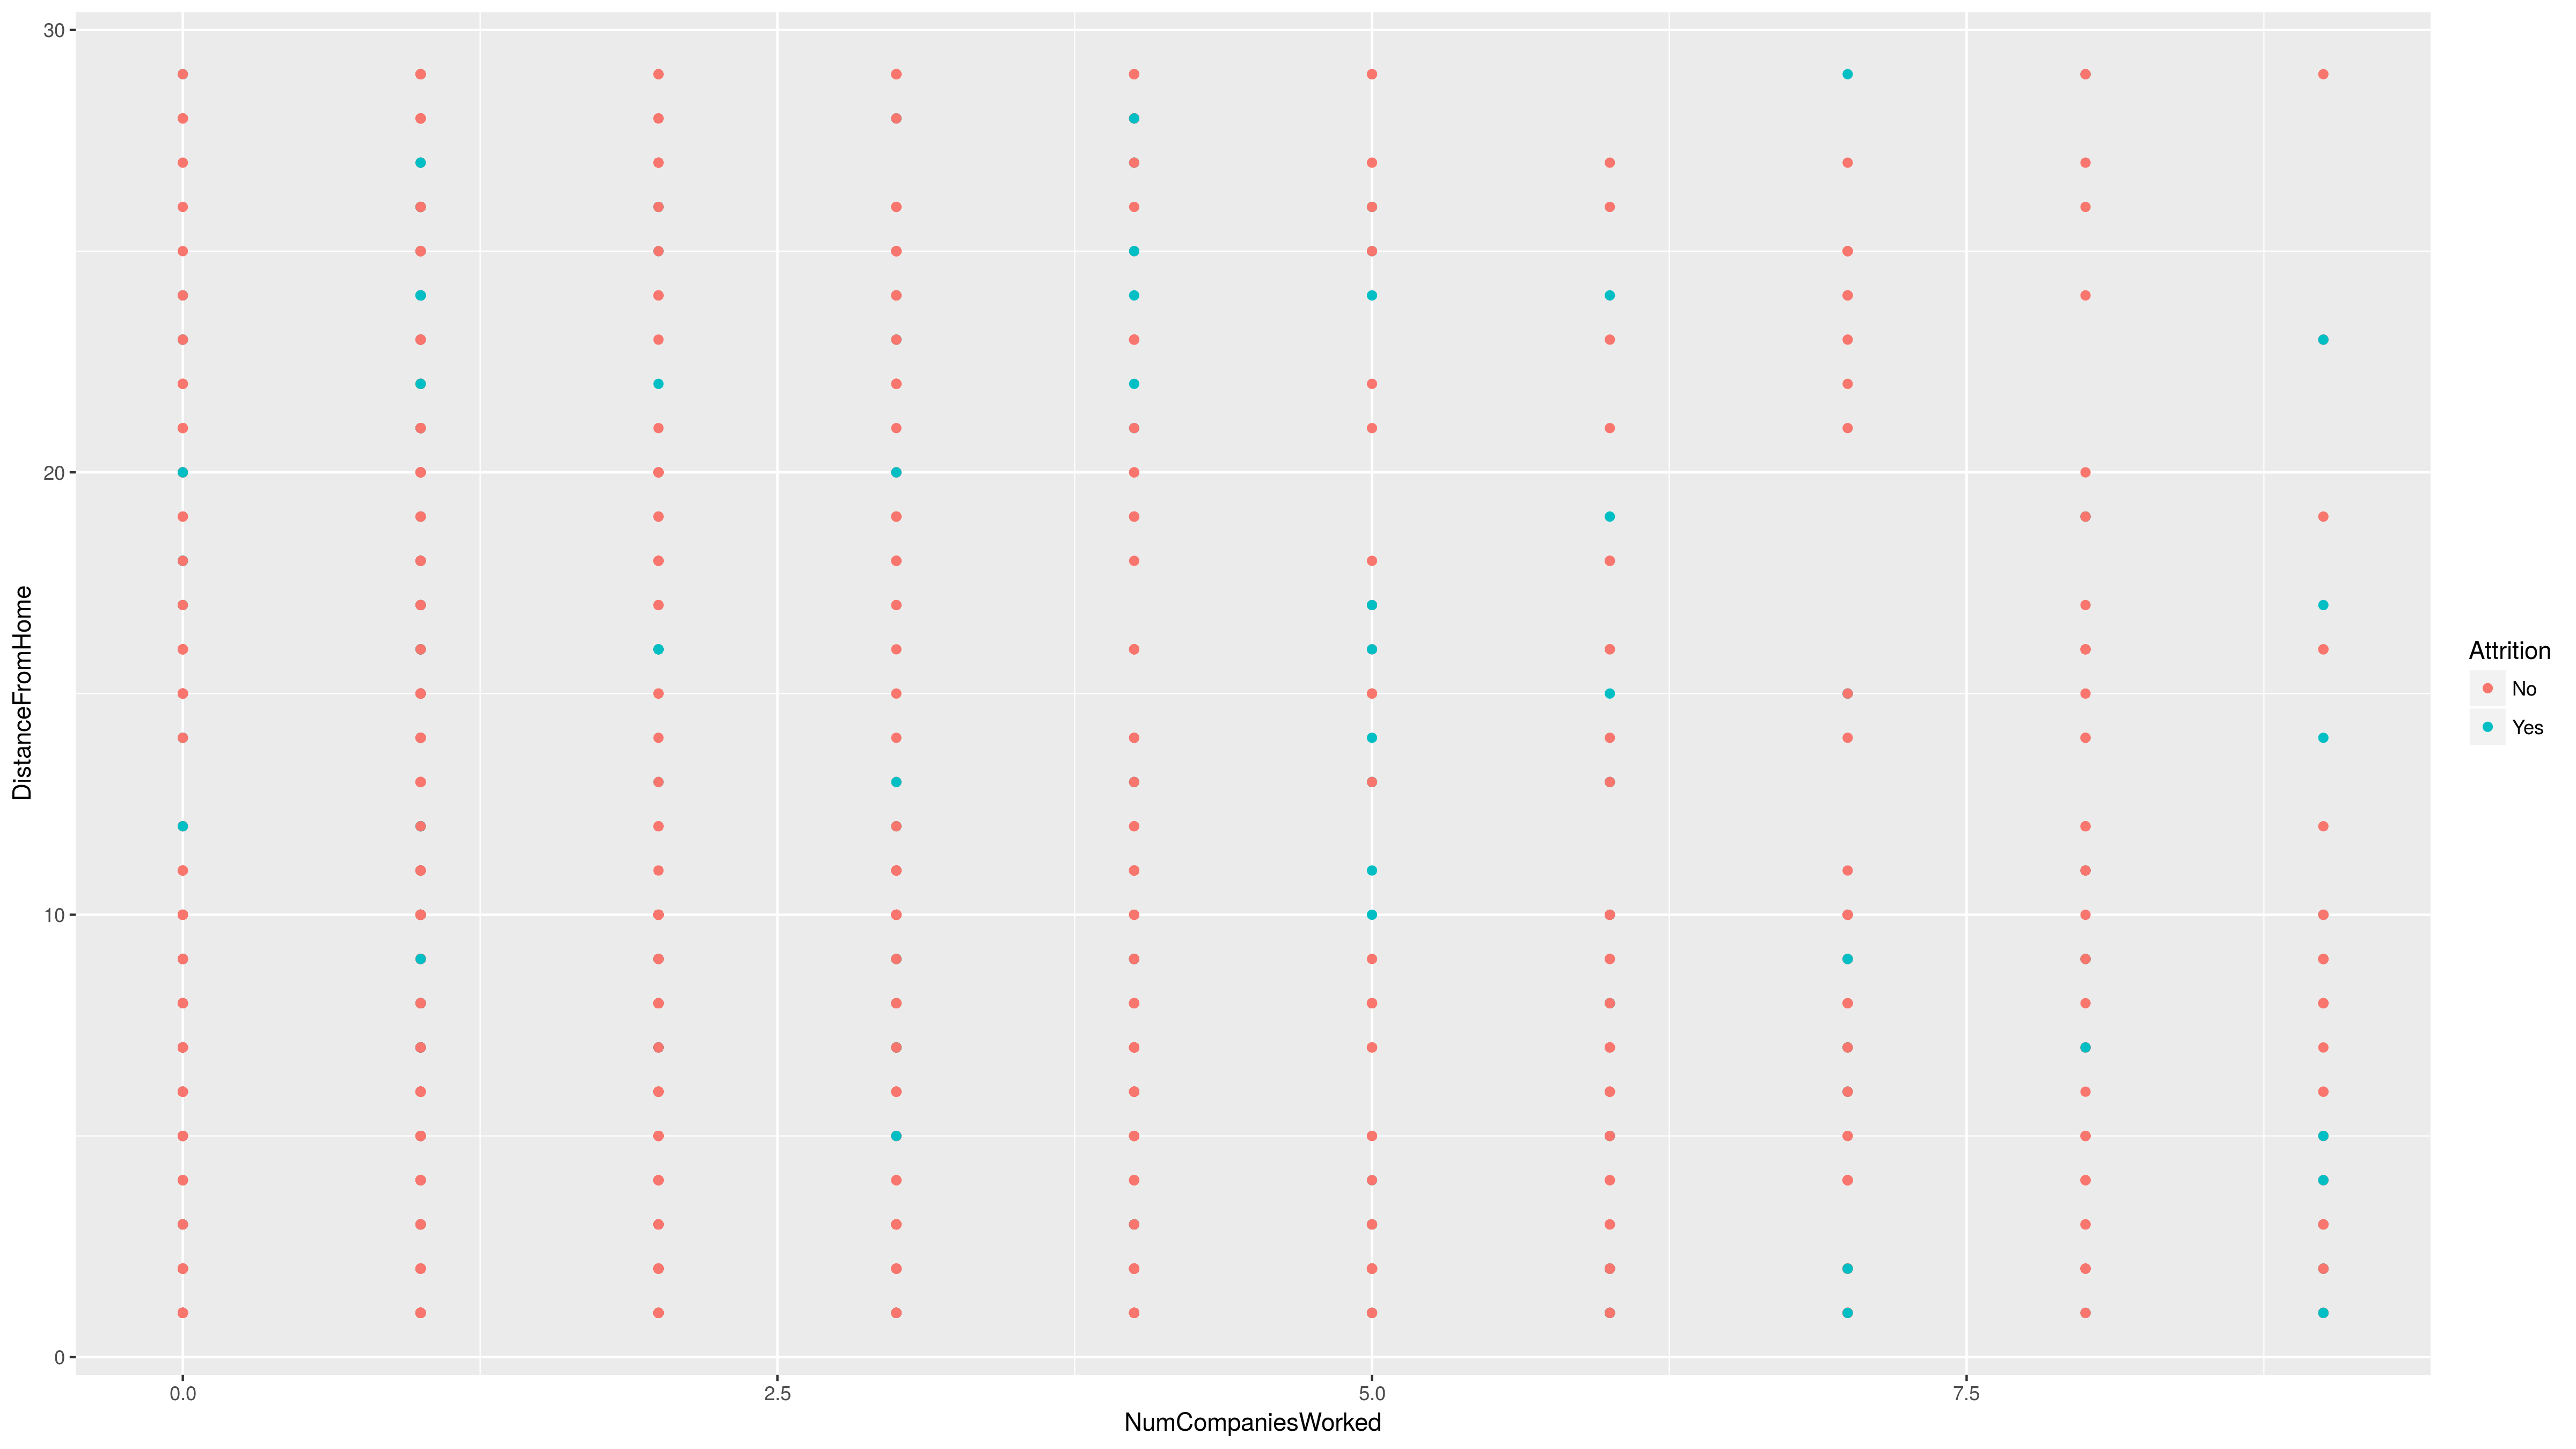 30
20
10
0
DistanceFromHome
0.0
2.5
5.0
7.5
NumCompaniesWorked
Attrition
No
Yes